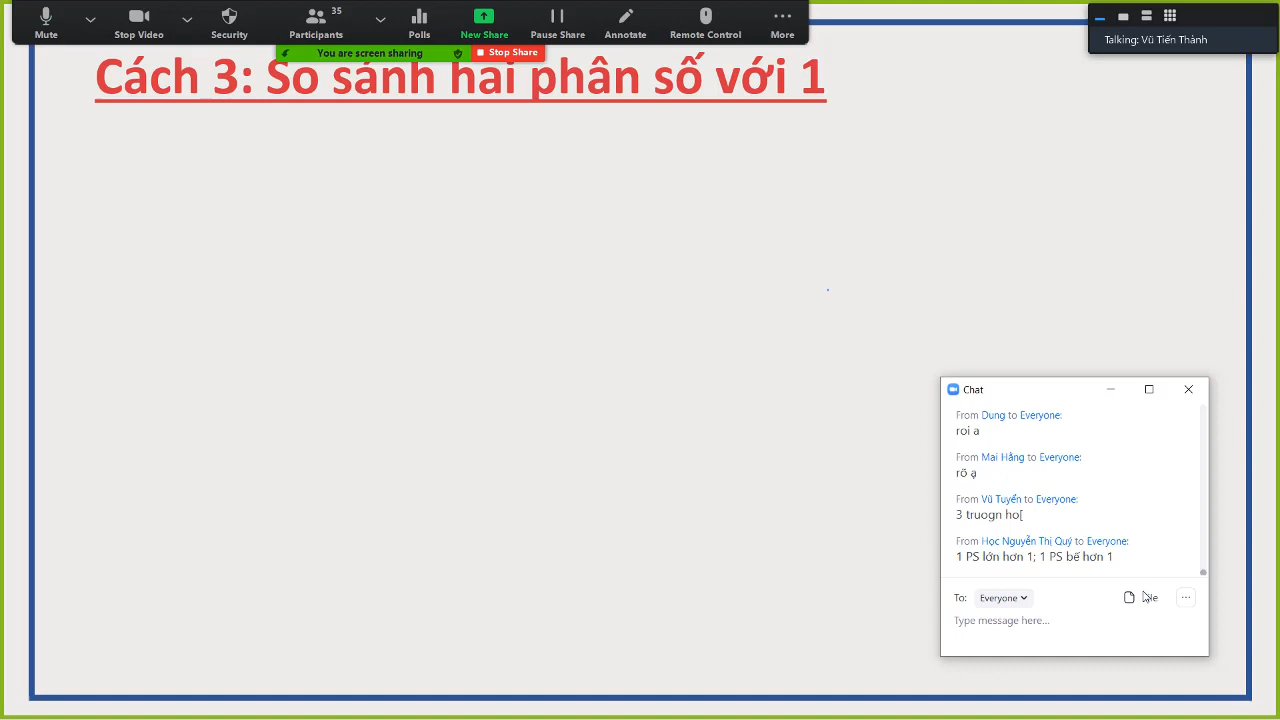 35
Mute
Stop Video
Security
Participants
Polls
New Share
Pause Share
Annotate
Remote Control
More
You are screen sharing
Stop Share
Talking: Vũ Tiến Thành
Cách 3: So sánh hai phân số với 1
Chat
From Dung to Everyone:
roi a
From Mai Hằng to Everyone:
rõ ạ
From Vũ Tuyển to Everyone:
3 truogn ho[
From Học Nguyễn Thị Quý to Everyone:
1 PS lớn hơn 1; 1 PS bế hơn 1
To:
Everyone
Type message here...